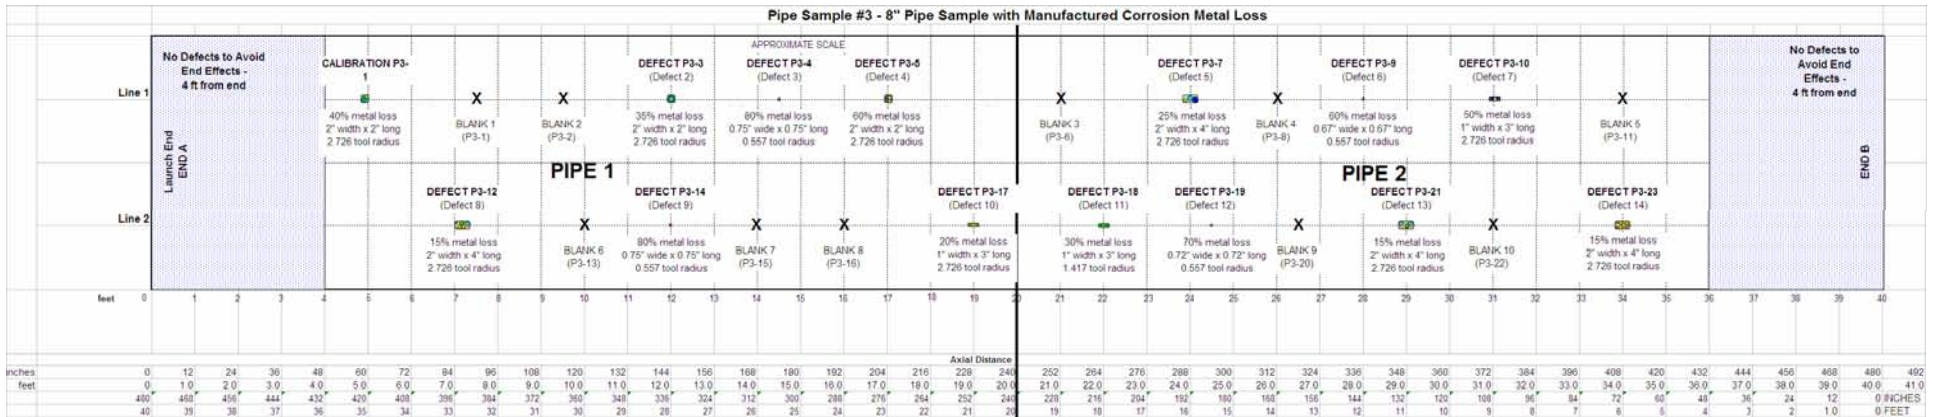 Pipe Sample #3 - 8" Pipe Sample with Manufactured Corrosion Metal Loss
APPROXIMATE SCALE
No Defects to Avoid
End Effects -
4 ft from end
No Defects to
Avoid End
Effects -
4 ft from end
Line 1
Launch End
END A
CALIBRATION P3-
1
40% metal loss
2" width x 2" long
2.726 tool radius
X
BLANK 1
(P3-1)
X
BLANK 2
(P3-2)
DEFECT P3-3
(Defect 2)
35% metal loss
2" width x 2" long
2.726 tool radius
DEFECT P3-4
(Defect 3)
80% metal loss
0.75" wide x 0.75" long
0.557 tool radius
DEFECT P3-5
(Defect 4)
60% metal loss
2" width x 2" long
2.726 tool radius
X
BLANK 3
(P3-6)
DEFECT P3-7
(Defect 5)
25% metal loss
2" width x 4" long
2.726 tool radius
X
BLANK 4
(P3-8)
DEFECT P3-9
(Defect 6)
60% metal loss
0.67" wide x 0.67" long
0.557 tool radius
DEFECT P3-10
(Defect 7)
50% metal loss
1" width x 3" long
2.726 tool radius
X
BLANK 5
(P3-11)
END B
PIPE 1
PIPE 2
Line 2
DEFECT P3-12
(Defect 8)
15% metal loss
2" width x 4" long
2.726 tool radius
X
BLANK 6
(P3-13)
DEFECT P3-14
(Defect 9)
80% metal loss
0.75" wide x 0.75" long
0.557 tool radius
X
BLANK 7
(P3-15)
X
BLANK 8
(P3-16)
DEFECT P3-17
(Defect 10)
20% metal loss
1" width x 3" long
2.726 tool radius
DEFECT P3-18
(Defect 11)
30% metal loss
1" width x 3" long
1.417 tool radius
DEFECT P3-19
(Defect 12)
70% metal loss
0.72" wide x 0.72" long
0.557 tool radius
X
BLANK 9
(P3-20)
DEFECT P3-21
(Defect 13)
15% metal loss
2" width x 4" long
2.726 tool radius
X
BLANK 10
(P3-22)
DEFECT P3-23
(Defect 14)
15% metal loss
2" width x 4" long
2.726 tool radius
feet 0 1 2 3 4 5 6 7 8 9 10 11 12 13 14 15 16 17 18 19 20 21 22 23 24 25 26 27 28 29 30 31 32 33 34 35 36 37 38 39 40
Axial Distance
inches 0 12 24 36 48 60 72 84 96 108 120 132 144 156 168 180 192 204 216 228 240 252 264 276 288 300 312 324 336 348 360 372 384 396 408 420 432 444 456 468 480 492
feet 0 1.0 2.0 3.0 4.0 5.0 6.0 7.0 8.0 9.0 10.0 11.0 12.0 13.0 14.0 15.0 16.0 17.0 18.0 19.0 20.0 21.0 22.0 23.0 24.0 25.0 26.0 27.0 28.0 29.0 30.0 31.0 32.0 33.0 34.0 35.0 36.0 37.0 38.0 39.0 40.0 41.0
480 468 456 444 432 420 408 396 384 372 360 348 336 324 312 300 288 276 264 252 240 228 216 204 192 180 168 156 144 132 120 108 96 84 72 60 48 36 24 12 0 INCHES
40 39 38 37 36 35 34 33 32 31 30 29 28 27 26 25 24 23 22 21 20 19 18 17 16 15 14 13 12 11 10 9 8 7 6 5 4 3 2 1.0 0 FEET